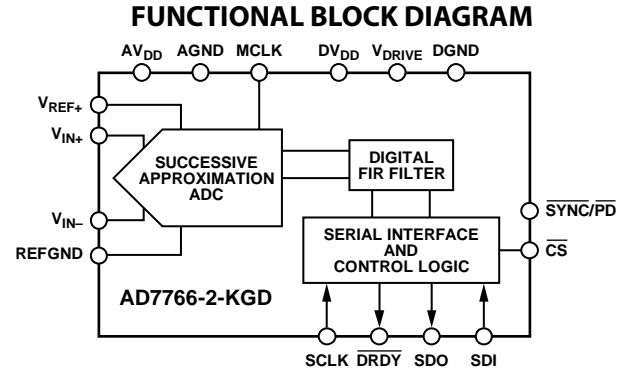 FUNCTIONAL BLOCK DIAGRAM
AVDD AGND MCLK DVDD VDRIVE DGND
VREF+
VIN+
SUCCESSIVE
APPROXIMATION
ADC
DIGITAL
FIR FILTER
VIN–
REFGND
SERIAL INTERFACE
AND
CONTROL LOGIC
SYNC/PD
CS
AD7766-2-KGD
SCLK DRDY SDO SDI